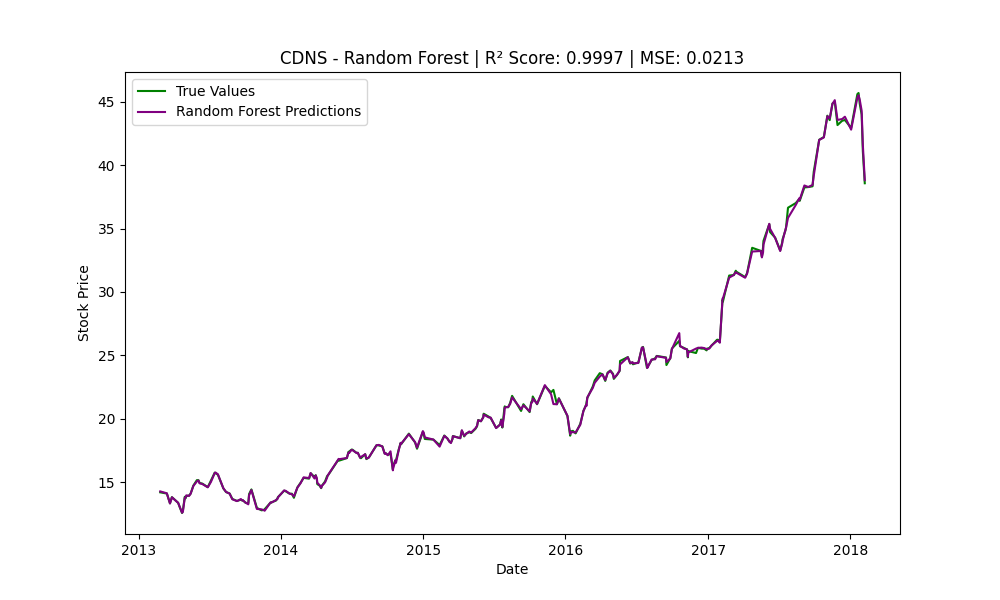 CDNS - Random Forest | R² Score: 0.9997 | MSE: 0.0213
True Values
Random Forest Predictions
Stock Price
45
40
35
30
25
20
15
2013 2014 2015 2016 2017 2018
Date